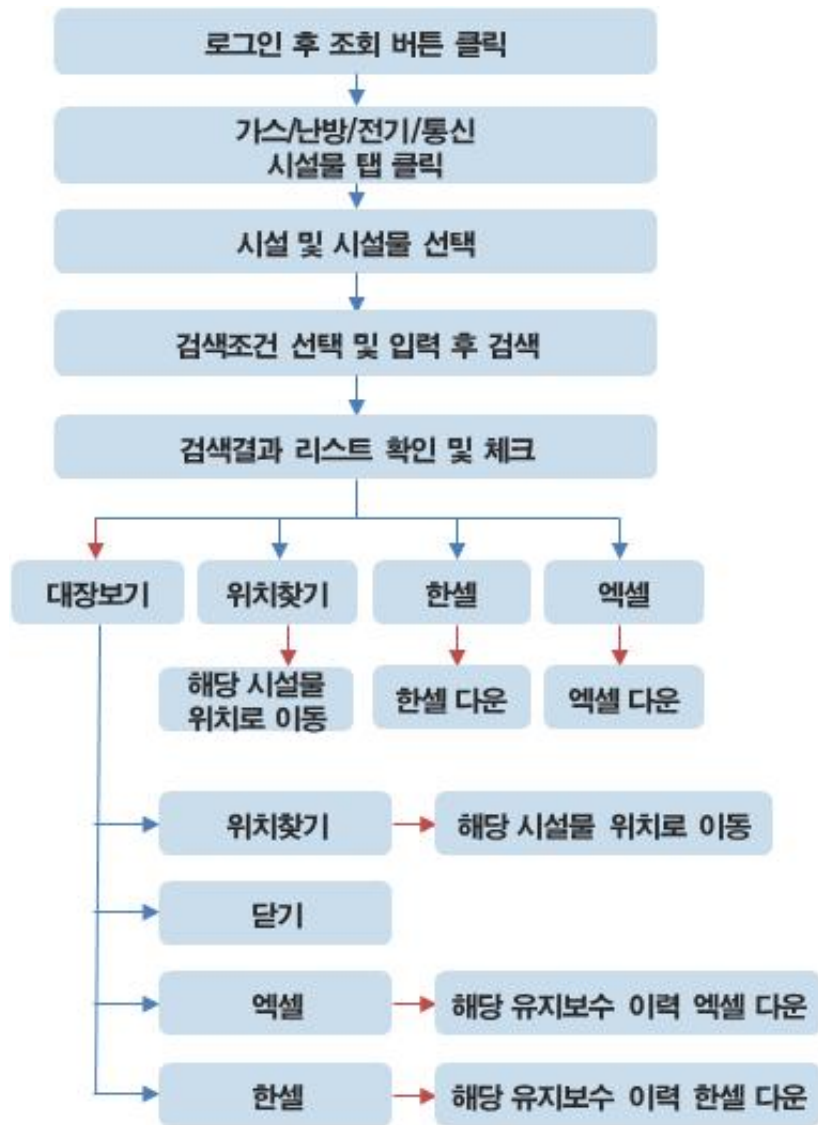 로그인 후 조회 버튼 클릭
가스/난방/전기/통신
시설물 탭 클릭
시설 및 시설물 선택
검색조건 선택 및 입력 후 검색
검색결과 리스트 확인 및 체크
대장보기
위치찾기
한셀
엑셀
해당 시설물
위치로 이동
한셀 다운
엑셀 다운
위치찾기
해당 시설물 위치로 이동
닫기
엑셀
해당 유지보수 이력 엑셀 다운
한셀
해당 유지보수 이력 한셀 다운